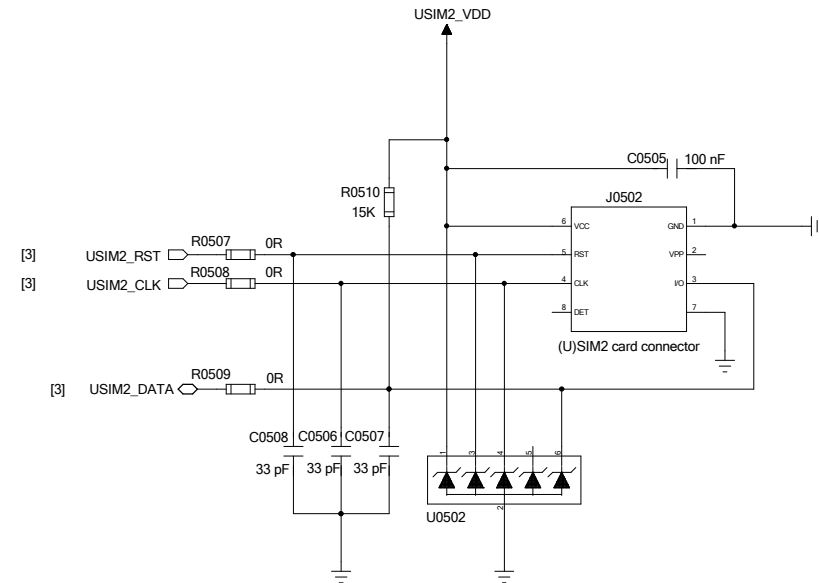 USIM2_VDD
C0505 100 nF
R0510
15K
J0502
6 VCC GND 1
[3] USIM2_RST R0507 0R 5 RST VPP 2
[3] USIM2_CLK R0508 0R 4 CLK I/O 3
8 DET 7
(U)SIM2 card connector
[3] USIM2_DATA R0509 0R
C0508 C0506 C0507
33 pF 33 pF 33 pF
1 3 4 5 6
2
U0502